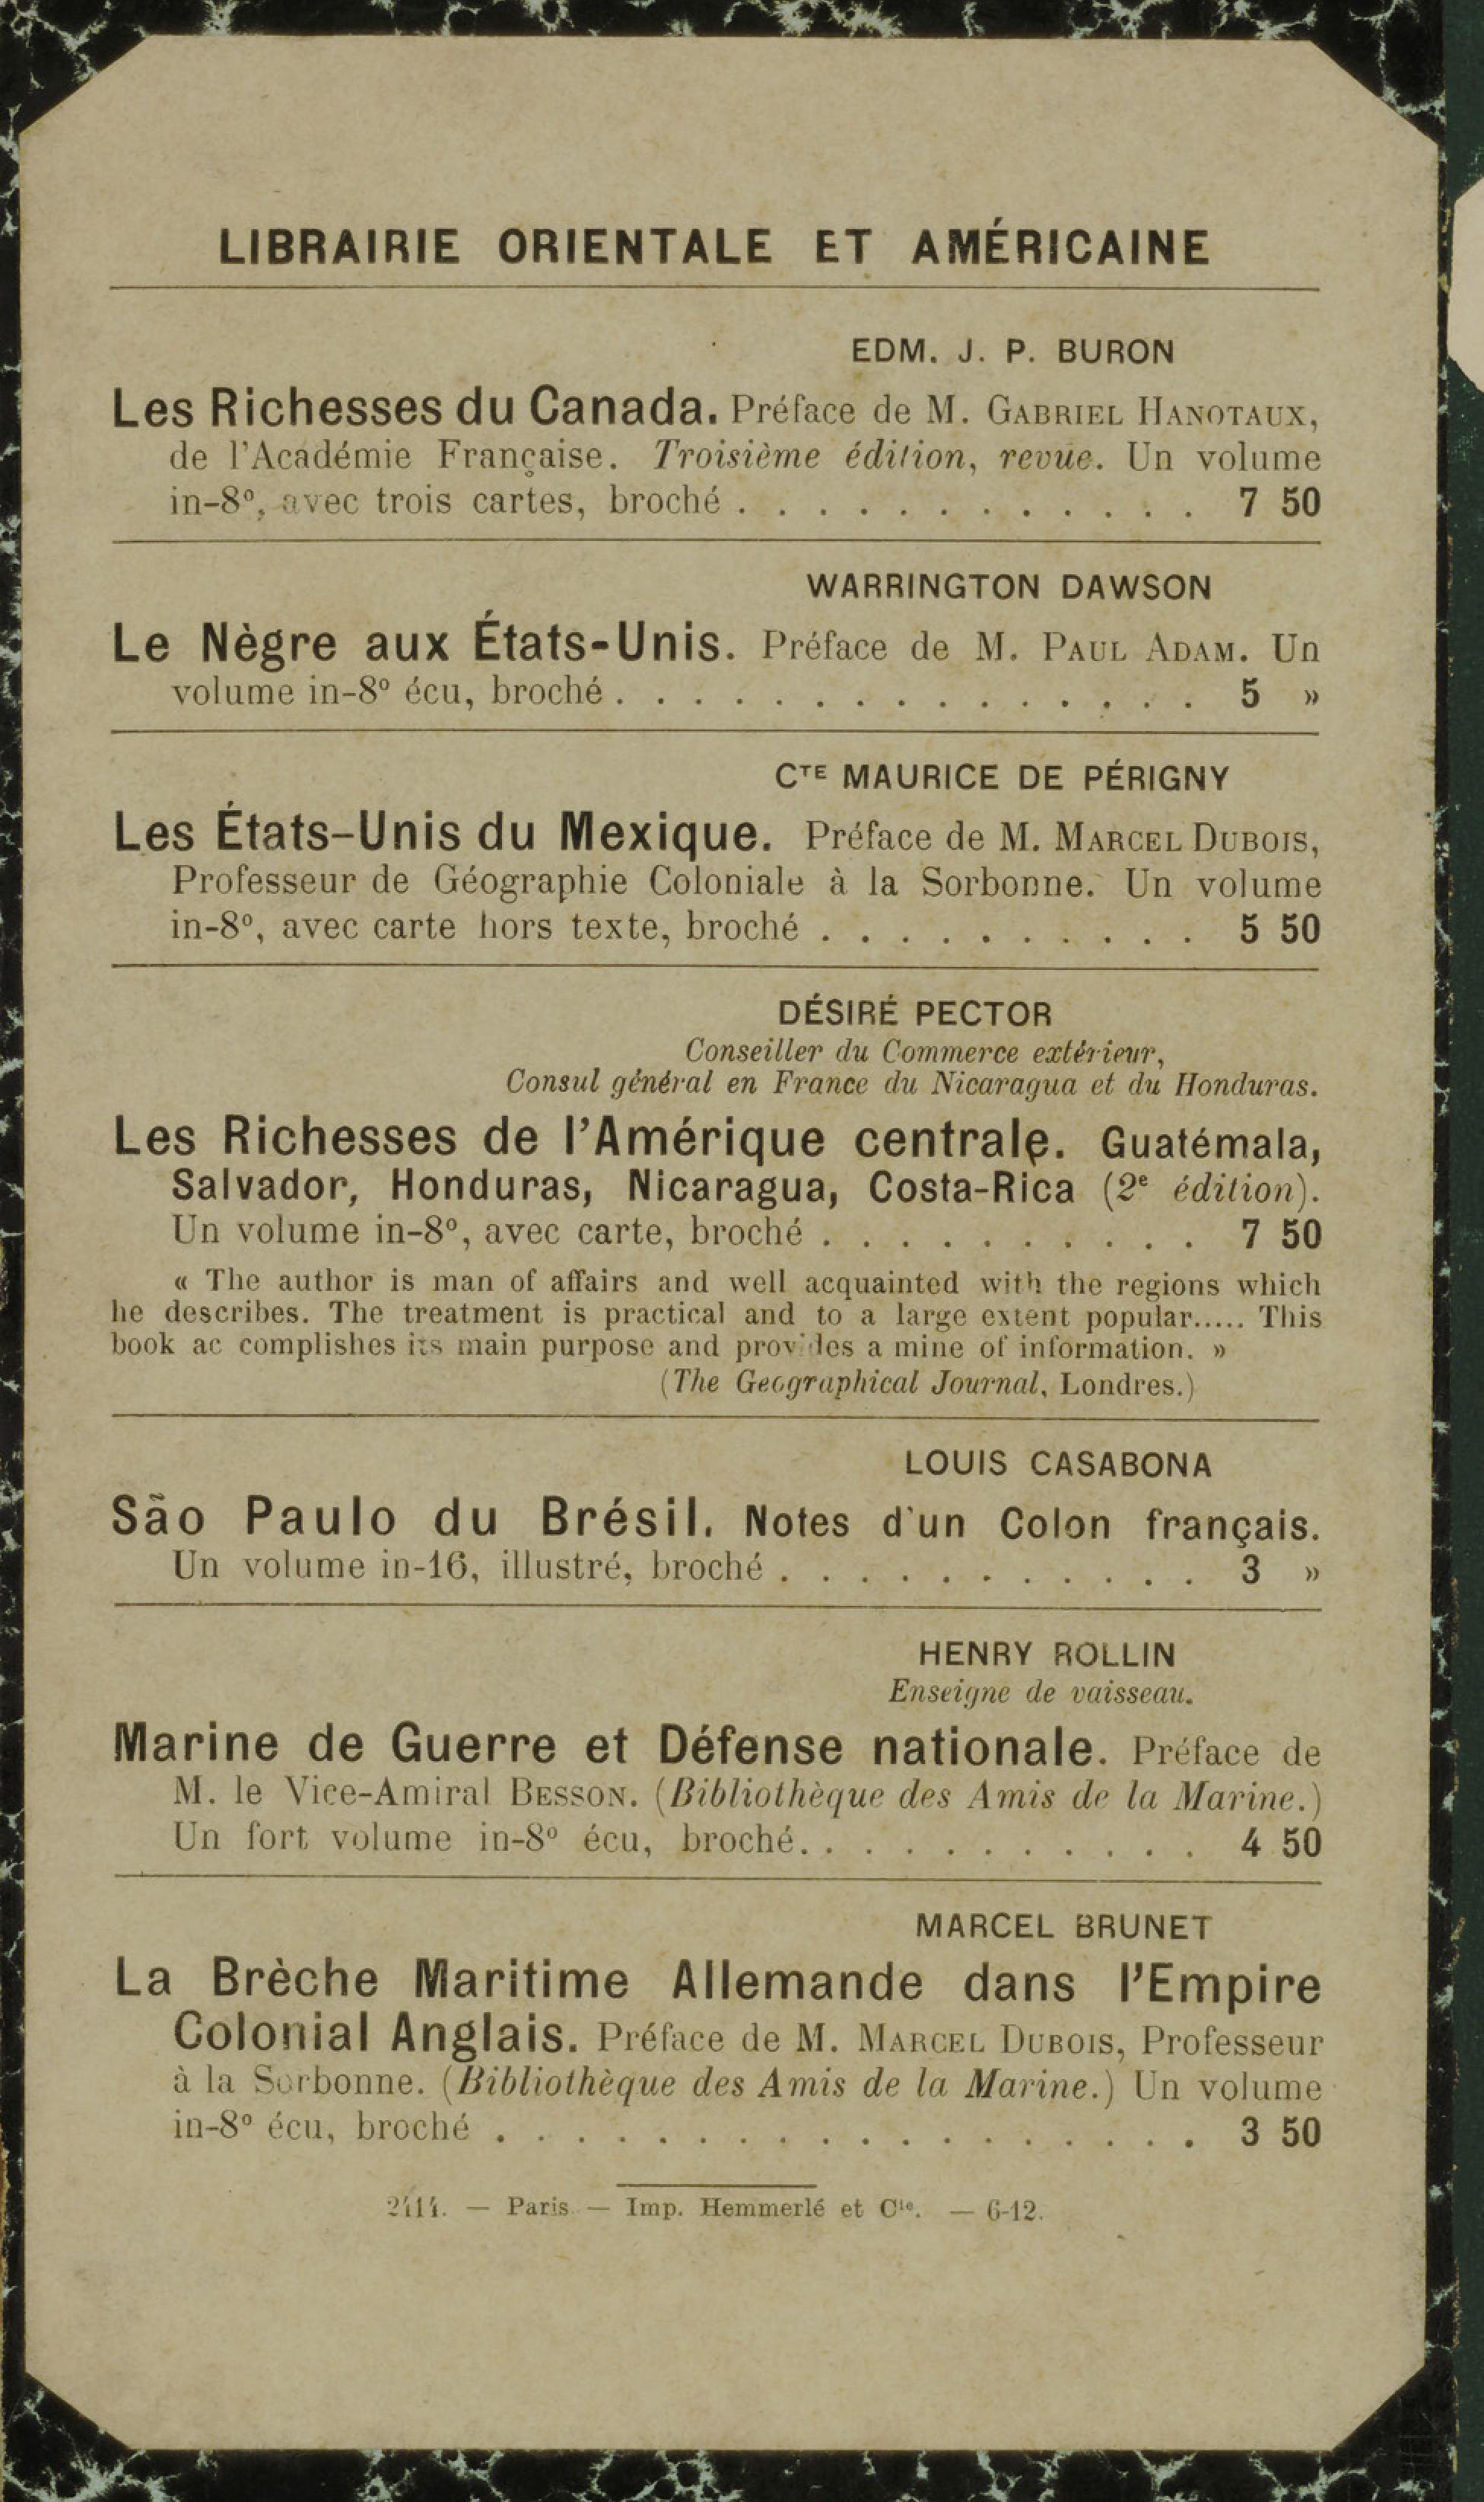 LIBRAIRIE ORIENTALE ET AMÉRICAINE
EDM. J. P. BURON
Les Richesses du Canada. Préface de M. GABRIEL HANOTAUX,
de l'Académie Française. Troisième édition, revue. Un volume
in-8º, avec trois cartes, broché . . . . . . . . . . . . 7 50
WARRINGTON DAWSON
Le Nègre aux États-Unis. Préface de M. PAUL ADAM. Un
volume in-8º écu, broché . . . . . . . . . . . . . . . 5 »
CTE MAURICE DE PÉRIGNY
Les États-Unis du Mexique. Préface de M. MARCEL DUBOIS,
Professeur de Géographie Coloniale à la Sorbonne. Un volume
in-8º, avec carte hors texte, broché . . . . . . . . . . 5 50
DÉSIRÉ PECTOR
Conseiller du Commerce extérieur,
Consul général en France du Nicaragua et du Honduras.
Les Richesses de l'Amérique centrale. Guatémala,
Salvador, Honduras, Nicaragua, Costa-Rica (2e édition).
Un volume in-8º, avec carte, broché . . . . . . . . . . 7 50
« The author is man of affairs and well acquainted with the regions which
he describes. The treatment is practical and to a large extent popular..... This
book ac complishes its main purpose and provides a mine of information. »
(The Geographical Journal, Londres.)
LOUIS CASABONA
São Paulo du Brésil. Notes d'un Colon français.
Un volume in-16, illustré, broché . . . . . . . . . . . 3 »
HENRY ROLLIN
Enseigne de vaisseau.
Marine de Guerre et Défense nationale. Préface de
M. le Vice-Amiral BESSON. (Bibliothèque des Amis de la Marine.)
Un fort volume in-8º écu, broché. . . . . . . . . . . 4 50
MARCEL BRUNET
La Brèche Maritime Allemande dans l'Empire
Colonial Anglais. Préface de M. MARCEL DUBOIS, Professeur
à la Sorbonne. (Bibliothèque des Amis de la Marine.) Un volume
in-8º écu, broché . . . . . . . . . . . . . . . . . . 3 50
2414. — Paris — Imp. Hemmerlé et Cie. — 6-12.